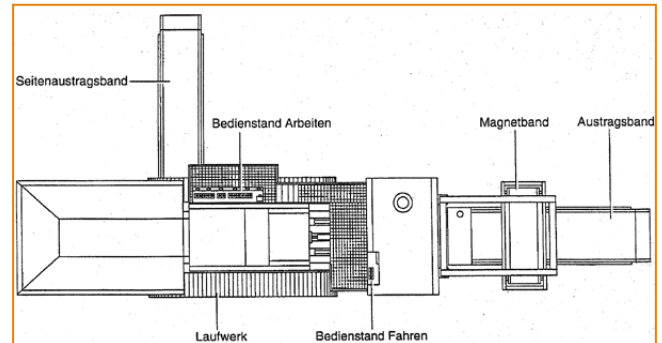 Seitenaustragsband
Bedienstand Arbeiten
Magnetband
Austragsband
Laufwerk
Bedienstand Fahren